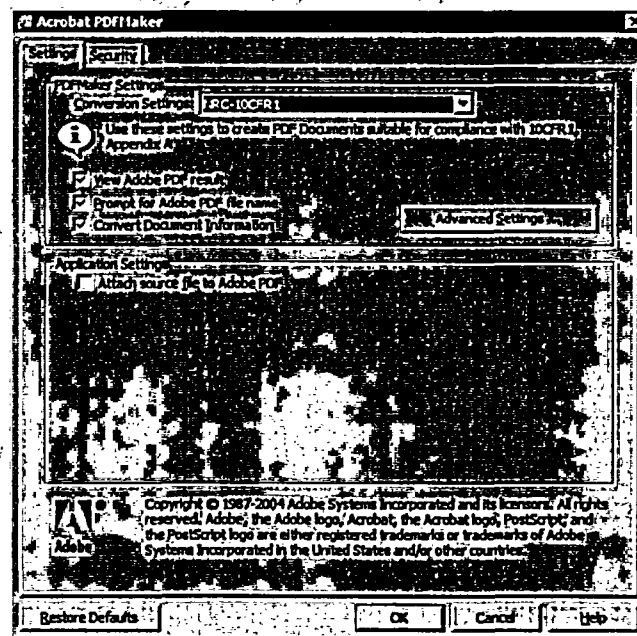 Acrobat PDFMaker
Settings Security
PDFMaker Settings
Conversion Settings: NRC-10CFR1
Use these settings to create PDF Documents suitable for compliance with 10CFR1,
Appendix A
View Adobe PDF result
Prompt for Adobe PDF file name
Convert Document Information
Advanced Settings
Application Settings
Attach source file to Adobe PDF
Copyright © 1987-2004 Adobe Systems Incorporated and its licensors. All rights
reserved. Adobe, the Adobe logo, Acrobat, the Acrobat logo, PostScript, and
the PostScript logo are either registered trademarks or trademarks of Adobe
Systems Incorporated in the United States and/or other countries.
Adobe
Restore Defaults OK Cancel Help